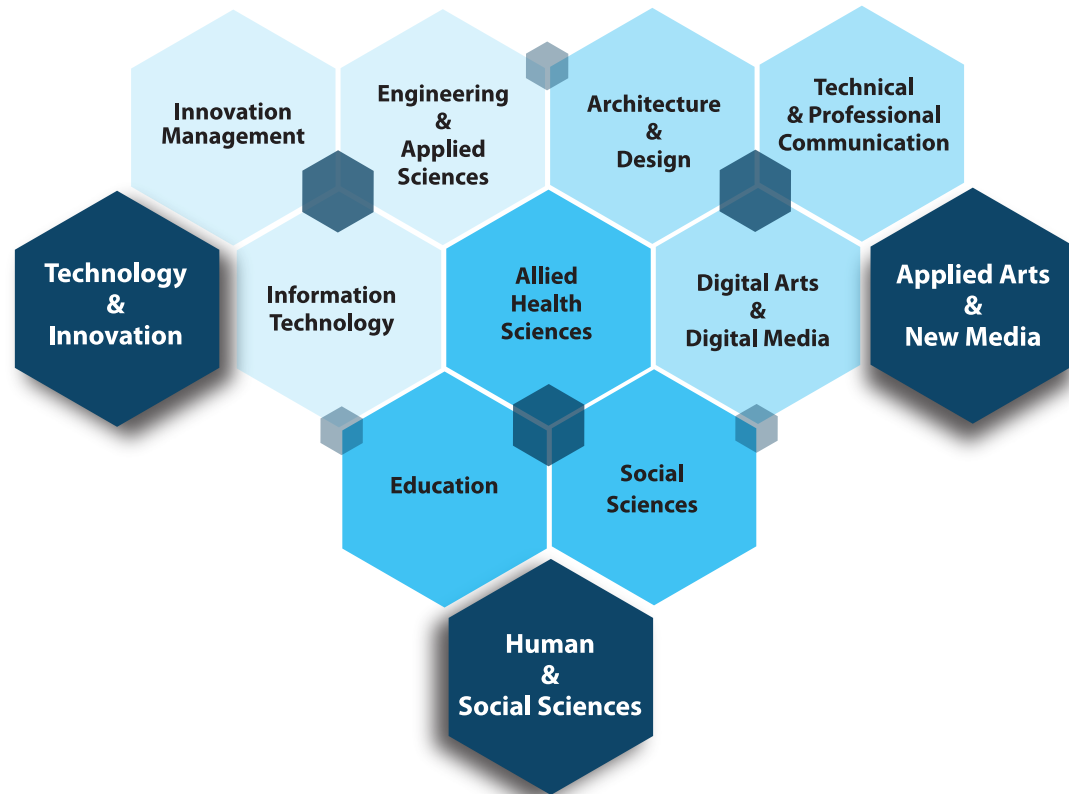 Innovation
Management
Engineering
&
Applied
Sciences
Architecture
&
Design
Technical
& Professional
Communication
Technology
&
Innovation
Information
Technology
Allied
Health
Sciences
Digital Arts
&
Digital Media
Applied Arts
&
New Media
Education
Social
Sciences
Human
&
Social Sciences